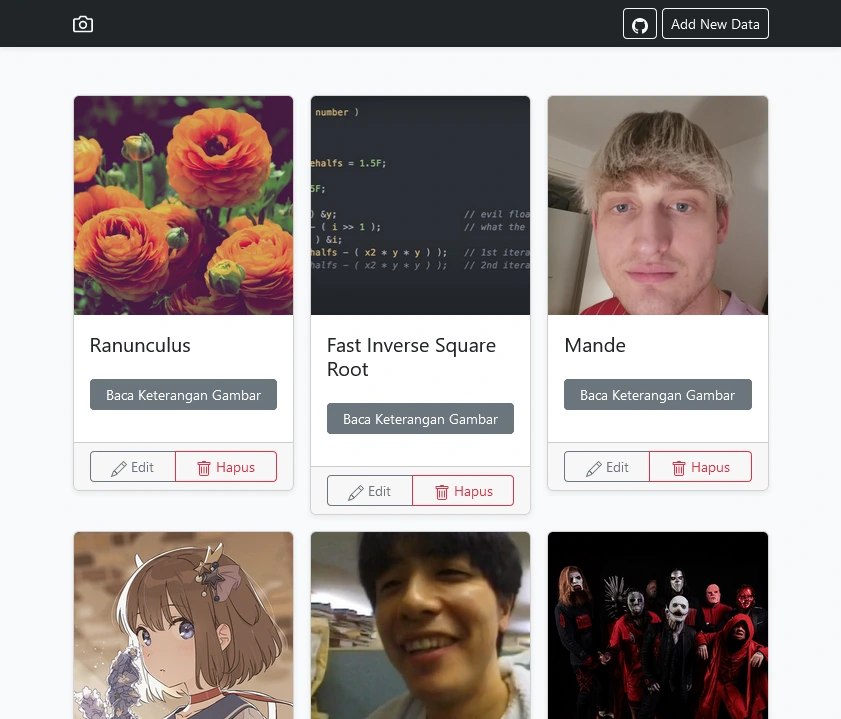 Add New Data
number )
ehalfs = 1.5F;
5F;
) &y; // evil floa
- ( i >> 1 ); // what the
) &i;
halfs - ( x2 * y * y ) ); // 1st itera
halfs - ( x2 * y * y ) ); // 2nd itera
Ranunculus
Baca Keterangan Gambar
Edit
Hapus
Fast Inverse Square
Root
Baca Keterangan Gambar
Edit
Hapus
Mande
Baca Keterangan Gambar
Edit
Hapus